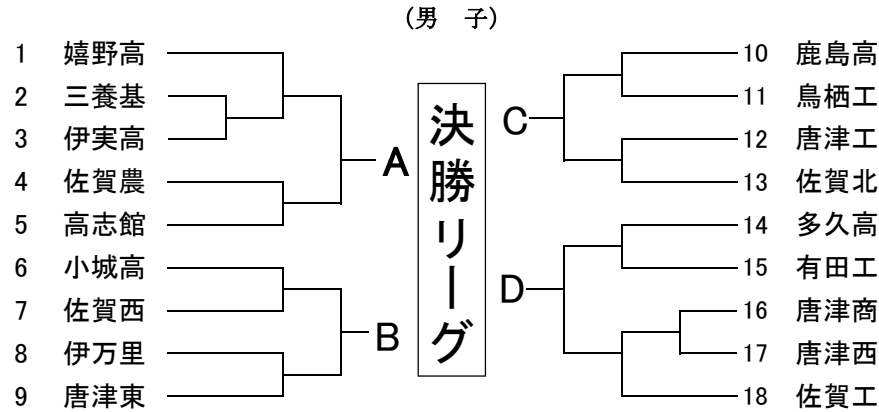 (男 子)
1 嬉野高
2 三養基
3 伊実高
4 佐賀農
5 高志館
6 小城高
7 佐賀西
8 伊万里
9 唐津東
A
B
決勝リーグ
C
D
10 鹿島高
11 鳥栖工
12 唐津工
13 佐賀北
14 多久高
15 有田工
16 唐津商
17 唐津西
18 佐賀工